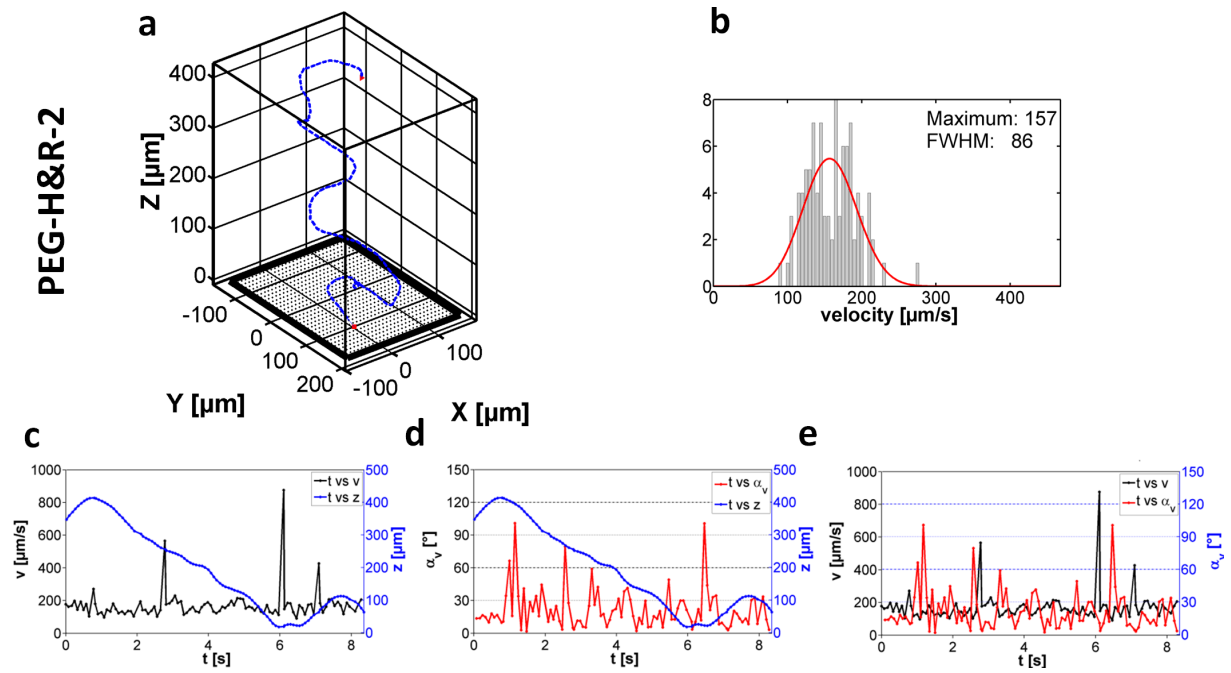 PEG-H&R-2
a
400
300
200
100
0
Z [µm]
-100
0
100
200
Y [µm]
-100
0
100
X [µm]
b
8
6
4
2
0
0 100 200 300 400
velocity [µm/s]
Maximum: 157
FWHM: 86
c
1000
800
600
400
200
0
v [µm/s]
0 2 4 6 8
t [s]
500
400
300
200
100
0
z [µm]
t vs v
t vs z
d
150
120
90
60
30
0
αv [°]
0 2 4 6 8
t [s]
500
400
300
200
100
0
z [µm]
t vs αv
t vs z
e
1000
800
600
400
200
0
v [µm/s]
0 2 4 6 8
t [s]
150
120
90
60
30
0
αv [°]
t vs v
t vs αv